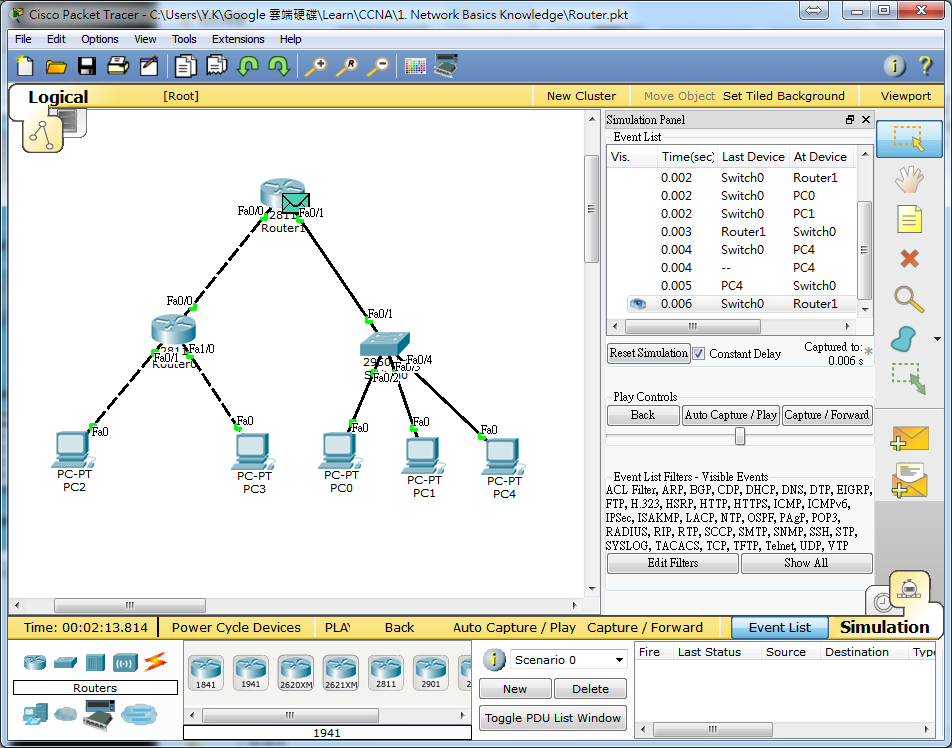 Cisco Packet Tracer - C:\Users\Y.K\Google 雲端硬碟\Learn\CCNA\1. Network Basics Knowledge\Router.pkt
File Edit Options View Tools Extensions Help
Logical [Root] New Cluster Move Object Set Tiled Background Viewport
Fa0/0 Fa0/1
2811
Router1
Fa0/0
Fa0/1 Fa1/0
Router0
Fa0/1
Fa0/4
Fa0/2
Fa0
Fa0
Fa0
Fa0
Fa0
PC-PT
PC2
PC-PT
PC3
PC-PT
PC0
PC-PT
PC1
PC-PT
PC4
Simulation Panel
Event List
Vis. Time(sec) Last Device At Device
0.002 Switch0 Router1
0.002 Switch0 PC0
0.002 Switch0 PC1
0.003 Router1 Switch0
0.004 Switch0 PC4
0.004 -- PC4
0.005 PC4 Switch0
0.006 Switch0 Router1
Reset Simulation Constant Delay Captured to:
0.006 s
Play Controls
Back Auto Capture / Play Capture / Forward
Event List Filters - Visible Events
ACL Filter, ARP, BGP, CDP, DHCP, DNS, DTP, EIGRP,
FTP, H.323, HSRP, HTTP, HTTPS, ICMP, ICMPv6,
IPSec, ISAKMP, LACP, NTP, OSPF, PAgP, POP3,
RADIUS, RIP, RTP, SCCP, SMTP, SNMP, SSH, STP,
SYSLOG, TACACS, TCP, TFTP, Telnet, UDP, VTP
Edit Filters Show All
Time: 00:02:13.814 Power Cycle Devices PLAY Back Auto Capture / Play Capture / Forward Event List Simulation
Routers
1841 1941 2620XM 2621XM 2811 2901
1941
Scenario 0
New Delete
Toggle PDU List Window
Fire Last Status Source Destination Type